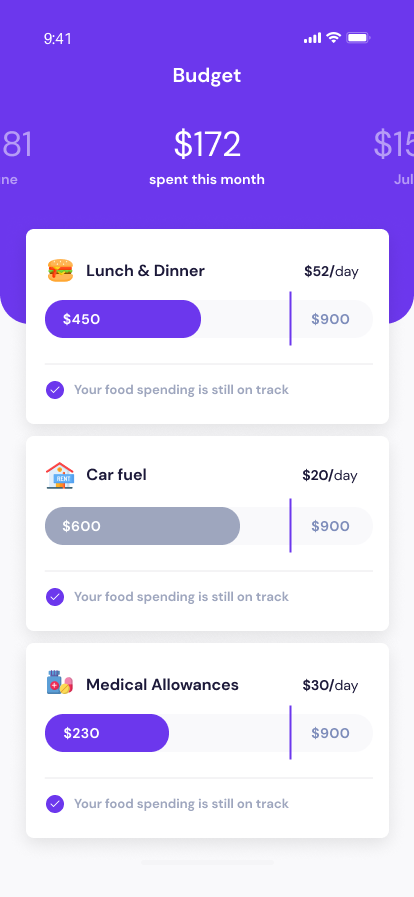 9:41
Budget
81 $172 $15
ne spent this month Jul
Lunch & Dinner $52/day
$450 $900
Your food spending is still on track
RENT
Car fuel $20/day
$600 $900
Your food spending is still on track
Medical Allowances $30/day
$230 $900
Your food spending is still on track